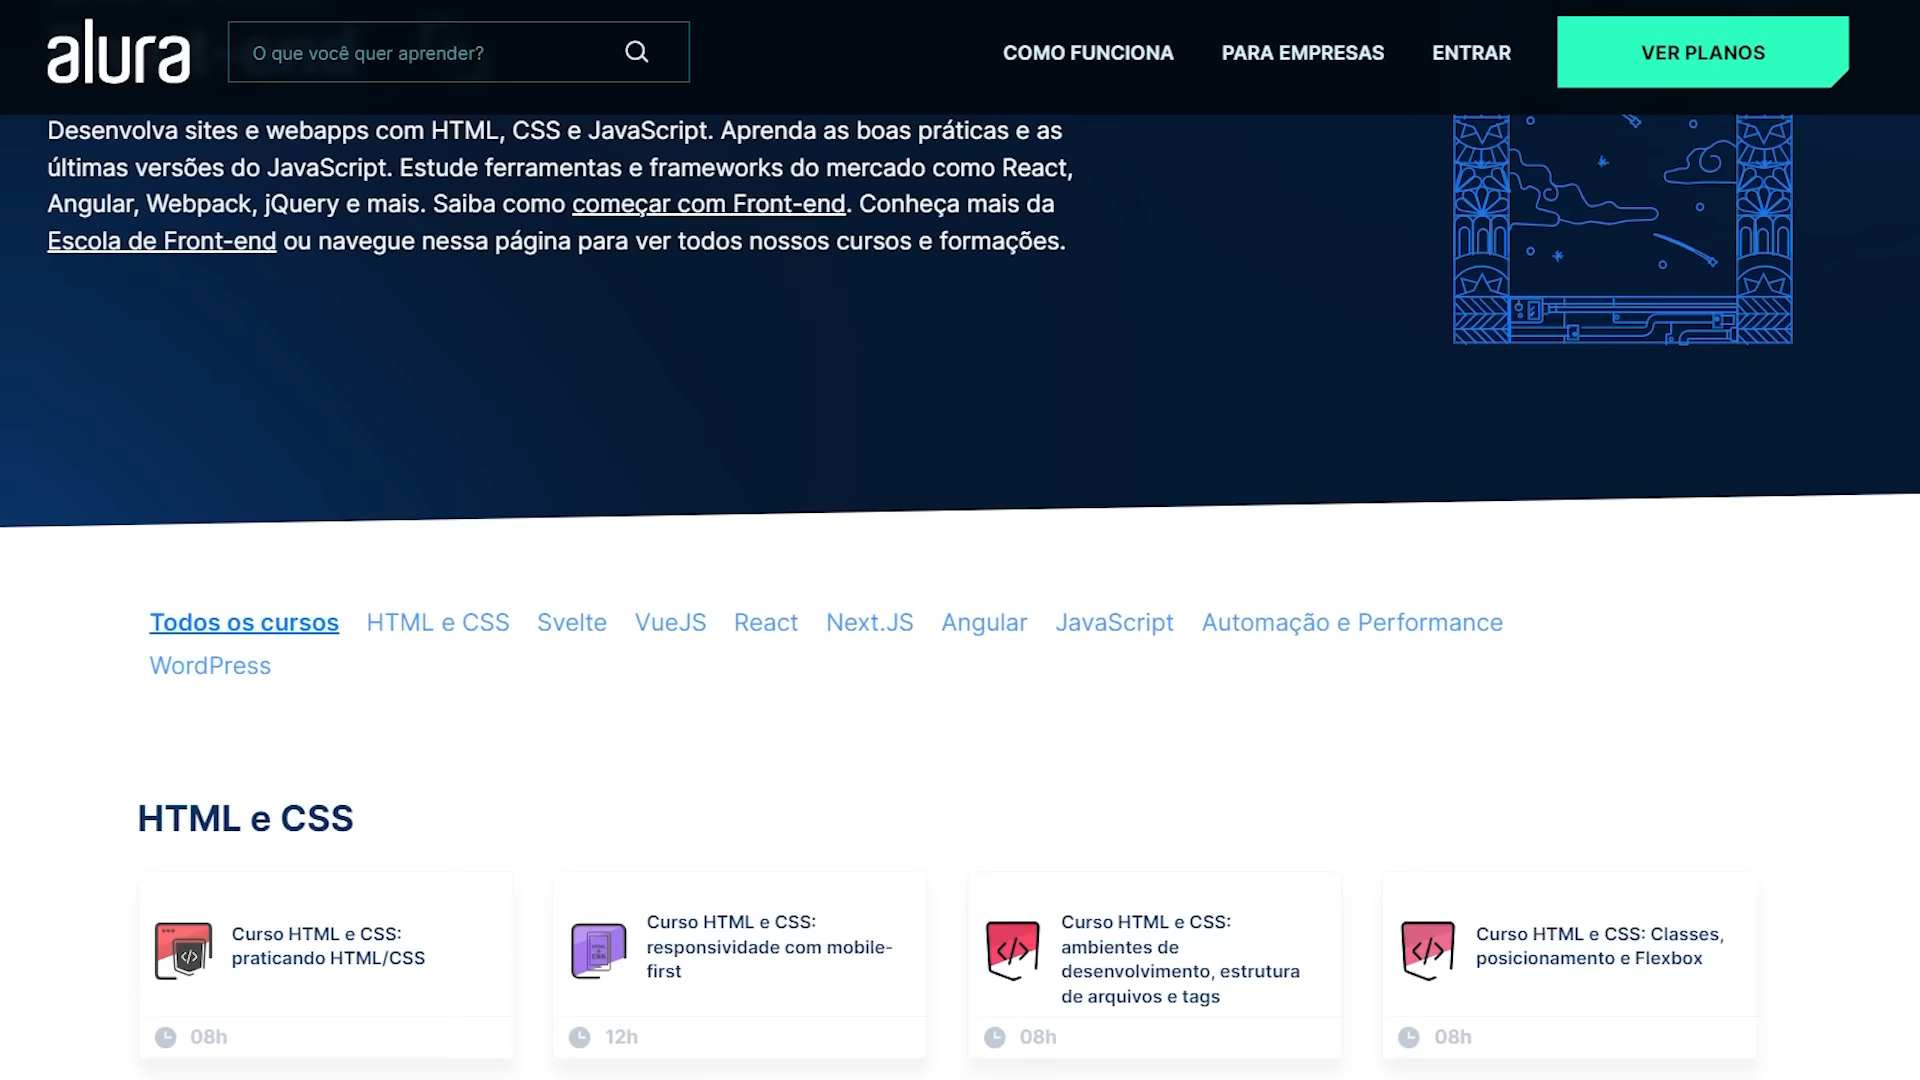 alura
O que você quer aprender?
COMO FUNCIONA
PARA EMPRESAS
ENTRAR
VER PLANOS
Desenvolva sites e webapps com HTML, CSS e JavaScript. Aprenda as boas práticas e as
últimas versões do JavaScript. Estude ferramentas e frameworks do mercado como React,
Angular, Webpack, jQuery e mais. Saiba como começar com Front-end. Conheça mais da
Escola de Front-end ou navegue nessa página para ver todos nossos cursos e formações.
Todos os cursos HTML e CSS Svelte VueJS React Next.JS Angular JavaScript Automação e Performance
WordPress
HTML e CSS
Curso HTML e CSS:
praticando HTML/CSS
08h
Curso HTML e CSS:
responsividade com mobile-
first
12h
Curso HTML e CSS:
ambientes de
desenvolvimento, estrutura
de arquivos e tags
08h
Curso HTML e CSS: Classes,
posicionamento e Flexbox
08h